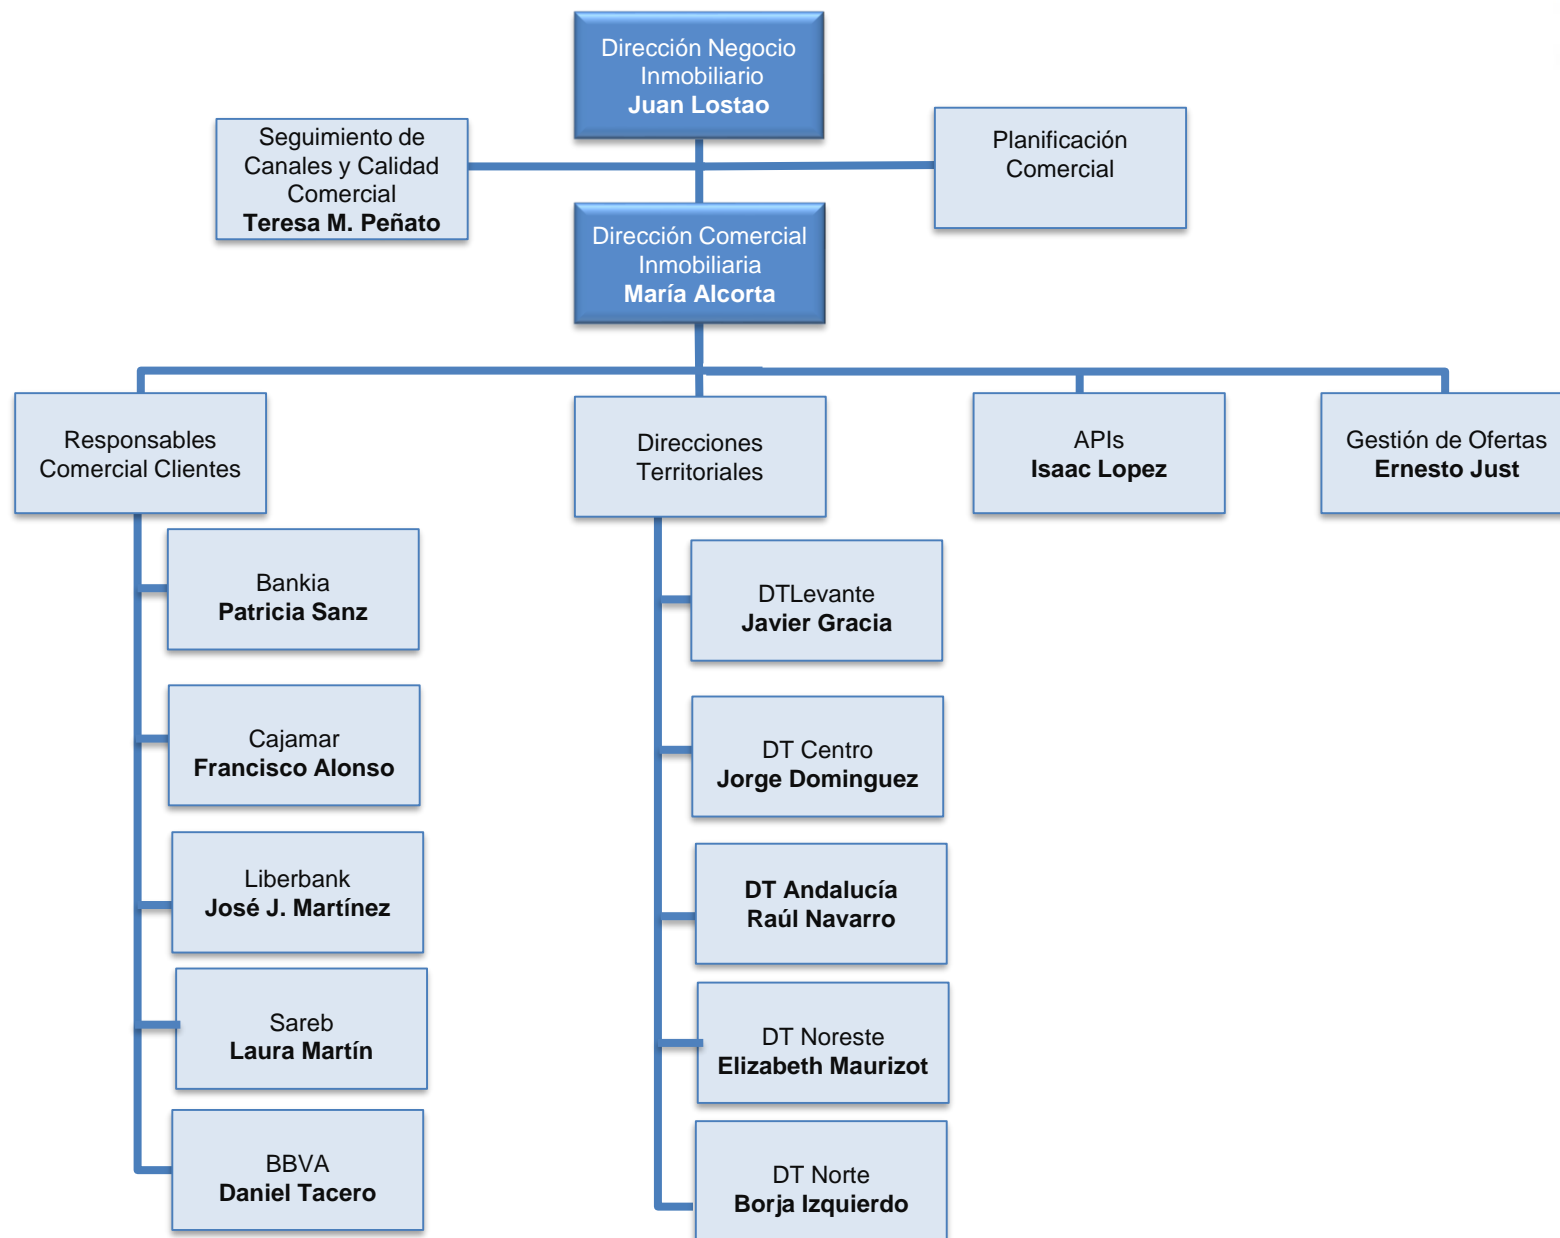 Dirección Negocio
Inmobiliario
Juan Lostao
Seguimiento de
Canales y Calidad
Comercial
Teresa M. Peñato
Planificación
Comercial
Dirección Comercial
Inmobiliaria
María Alcorta
Responsables
Comercial Clientes
Direcciones
Territoriales
APIs
Isaac Lopez
Gestión de Ofertas
Ernesto Just
Bankia
Patricia Sanz
Cajamar
Francisco Alonso
Liberbank
José J. Martínez
Sareb
Laura Martín
BBVA
Daniel Tacero
DTLevante
Javier Gracia
DT Centro
Jorge Dominguez
DT Andalucía
Raúl Navarro
DT Noreste
Elizabeth Maurizot
DT Norte
Borja Izquierdo